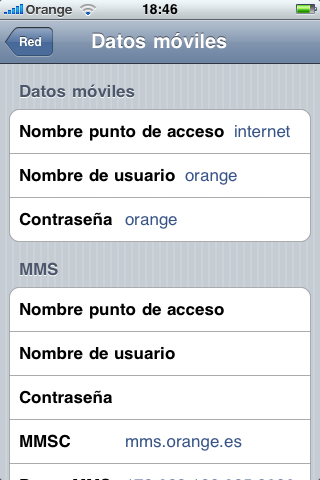 Orange 18:46
Red Datos móviles
Datos móviles
Nombre punto de acceso internet
Nombre de usuario orange
Contraseña orange
MMS
Nombre punto de acceso
Nombre de usuario
Contraseña
MMSC mms.orange.es